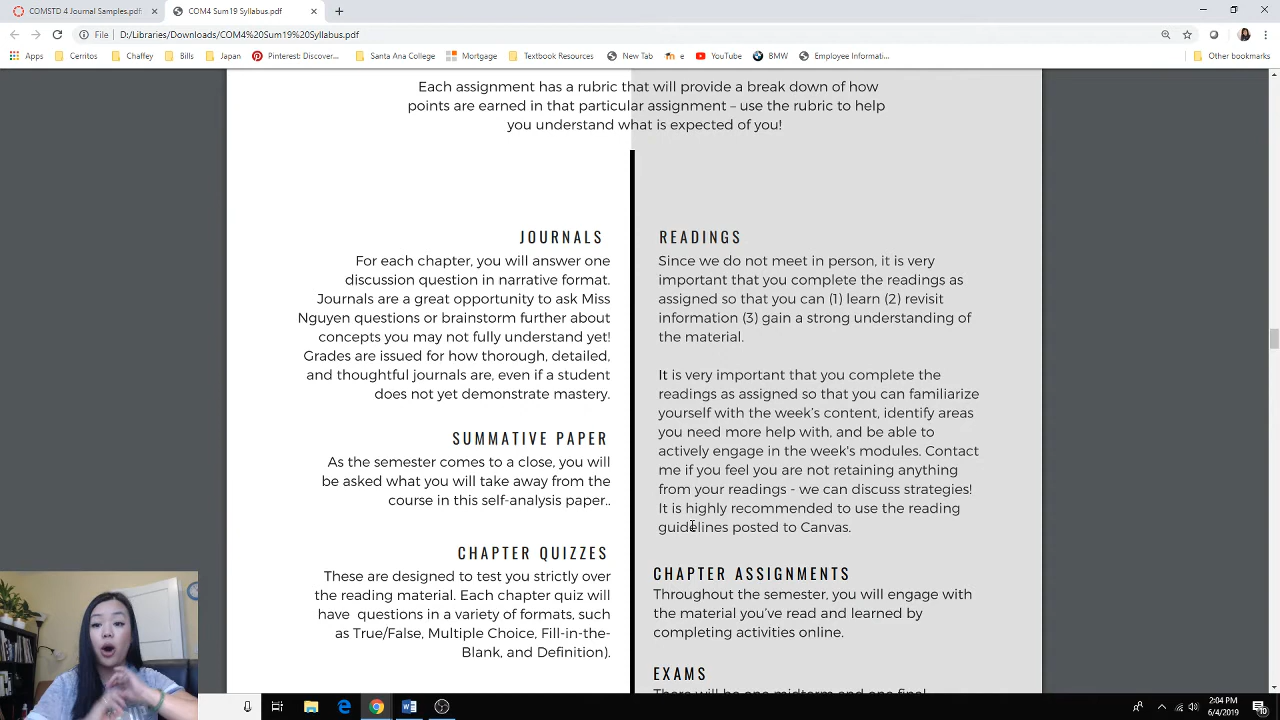 COMSTD 4 Journal Samples.pdf
COM4 Sum19 Syllabus.pdf
File | D:/Libraries/Downloads/COM4%20Sum19%20Syllabus.pdf
Apps
Cerritos
Chaffey
Bills
Japan
Pinterest: Discover...
Santa Ana College
Mortgage
Textbook Resources
New Tab
e
YouTube
BMW
Employee Informati...
Other bookmarks
Each assignment has a rubric that will provide a break down of how
points are earned in that particular assignment – use the rubric to help
you understand what is expected of you!
JOURNALS
For each chapter, you will answer one
discussion question in narrative format.
Journals are a great opportunity to ask Miss
Nguyen questions or brainstorm further about
concepts you may not fully understand yet!
Grades are issued for how thorough, detailed,
and thoughtful journals are, even if a student
does not yet demonstrate mastery.
SUMMATIVE PAPER
As the semester comes to a close, you will
be asked what you will take away from the
course in this self-analysis paper..
CHAPTER QUIZZES
These are designed to test you strictly over
the reading material. Each chapter quiz will
have questions in a variety of formats, such
as True/False, Multiple Choice, Fill-in-the-
Blank, and Definition).
READINGS
Since we do not meet in person, it is very
important that you complete the readings as
assigned so that you can (1) learn (2) revisit
information (3) gain a strong understanding of
the material.
It is very important that you complete the
readings as assigned so that you can familiarize
yourself with the week's content, identify areas
you need more help with, and be able to
actively engage in the week's modules. Contact
me if you feel you are not retaining anything
from your readings - we can discuss strategies!
It is highly recommended to use the reading
guidelines posted to Canvas.
CHAPTER ASSIGNMENTS
Throughout the semester, you will engage with
the material you've read and learned by
completing activities online.
EXAMS
There will be one midterm and one final
2:04 PM
6/4/2019